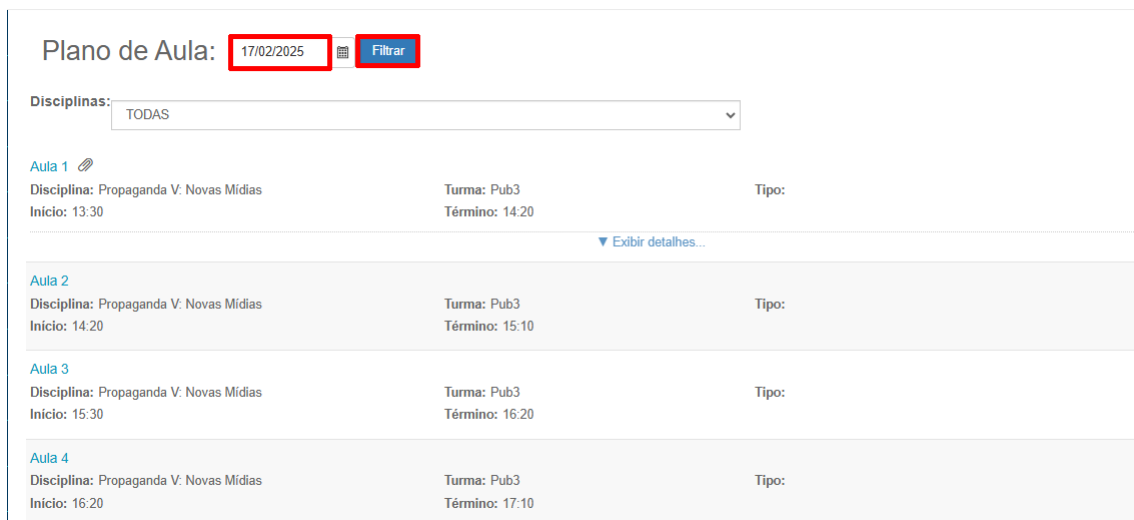 Plano de Aula: 17/02/2025 Filtrar
Disciplinas: TODAS
Aula 1
Disciplina: Propaganda V: Novas Mídias Turma: Pub3 Tipo:
Início: 13:30 Término: 14:20
▼ Exibir detalhes...
Aula 2
Disciplina: Propaganda V: Novas Mídias Turma: Pub3 Tipo:
Início: 14:20 Término: 15:10
Aula 3
Disciplina: Propaganda V: Novas Mídias Turma: Pub3 Tipo:
Início: 15:30 Término: 16:20
Aula 4
Disciplina: Propaganda V: Novas Mídias Turma: Pub3 Tipo:
Início: 16:20 Término: 17:10